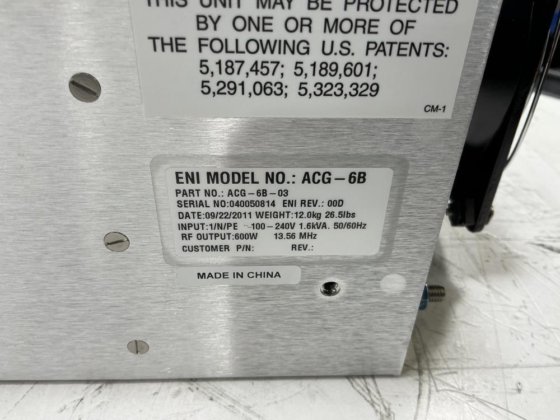 THIS UNIT MAY BE PROTECTED
BY ONE OR MORE OF
THE FOLLOWING U.S. PATENTS:
5,187,457; 5,189,601;
5,291,063; 5,323,329
CM-1
ENI MODEL NO.: ACG-6B
PART NO.: ACG-6B-03
SERIAL NO:040050814 ENI REV.: 00D
DATE:09/22/2011 WEIGHT:12.0kg 26.5lbs
INPUT:1/N/PE ~100-240V 1.6kVA. 50/60Hz
RF OUTPUT:600W 13.56 MHz
CUSTOMER P/N: REV.:
MADE IN CHINA